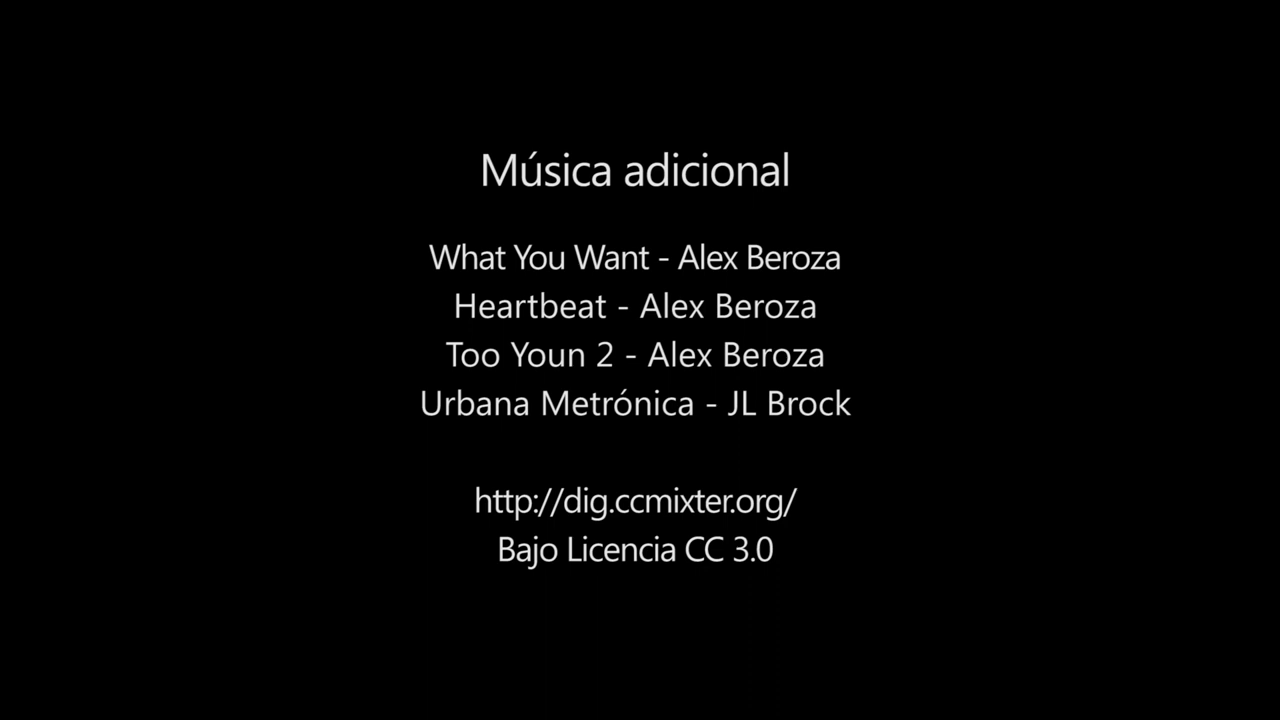 Música adicional
What You Want - Alex Beroza
Heartbeat - Alex Beroza
Too Youn 2 - Alex Beroza
Urbana Metrónica - JL Brock
http://dig.ccmixter.org/
Bajo Licencia CC 3.0